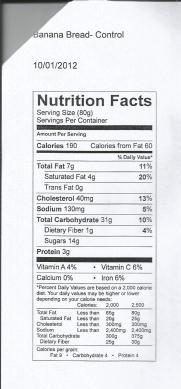 Banana Bread- Control
10/01/2012
Nutrition Facts
Serving Size (80g)
Servings Per Container
Amount Per Serving
Calories 190 Calories from Fat 60
% Daily Value*
Total Fat 7g 11%
Saturated Fat 4g 20%
Trans Fat 0g
Cholesterol 40mg 13%
Sodium 130mg 5%
Total Carbohydrate 31g 10%
Dietary Fiber 1g 4%
Sugars 14g
Protein 3g
Vitamin A 4% • Vitamin C 6%
Calcium 0% • Iron 6%
*Percent Daily Values are based on a 2,000 calorie
diet. Your daily values may be higher or lower
depending on your calorie needs:
Calories: 2,000 2,500
Total Fat Less than 65g 80g
Saturated Fat Less than 20g 25g
Cholesterol Less than 300mg 300mg
Sodium Less than 2,400mg 2,400mg
Total Carbohydrate 300g 375g
Dietary Fiber 25g 30g
Calories per gram:
Fat 9 • Carbohydrate 4 • Protein 4